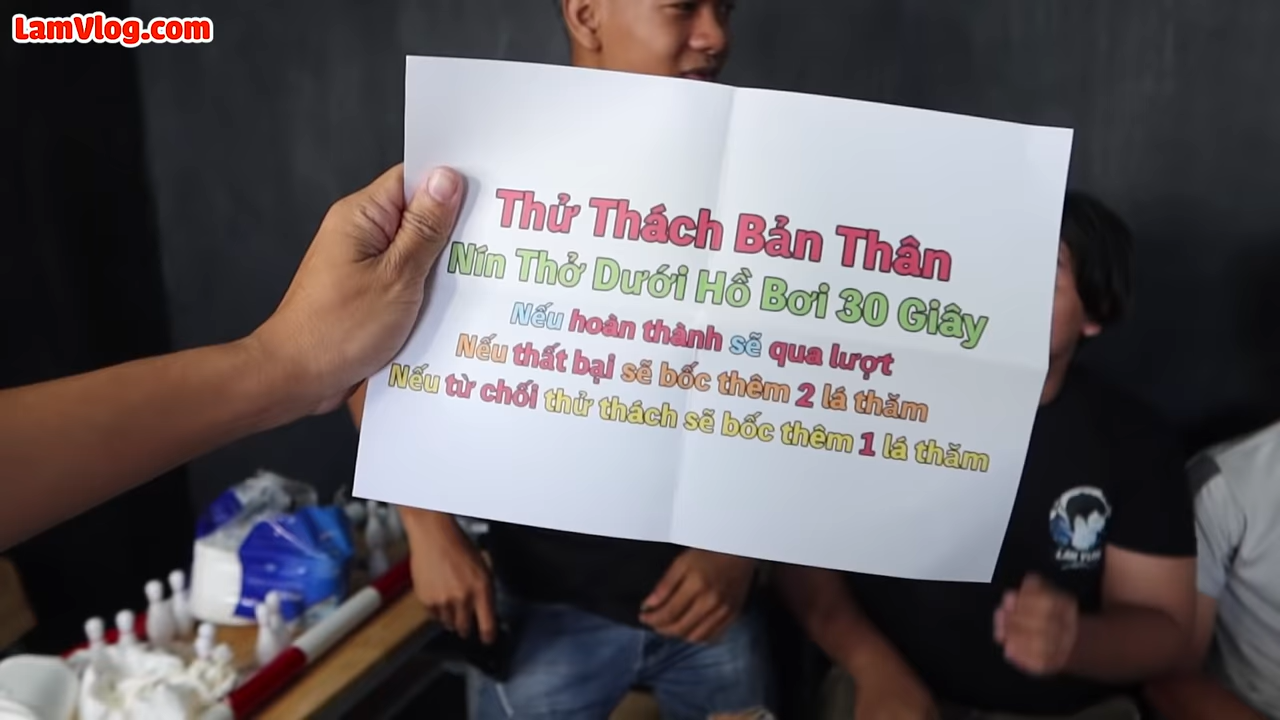 LamVlog.com
Thử Thách Bản Thân
Nín Thở Dưới Hồ Bơi 30 Giây
Nếu hoàn thành sẽ qua lượt
Nếu thất bại sẽ bốc thêm 2 lá thăm
Nếu từ chối thử thách sẽ bốc thêm 1 lá thăm